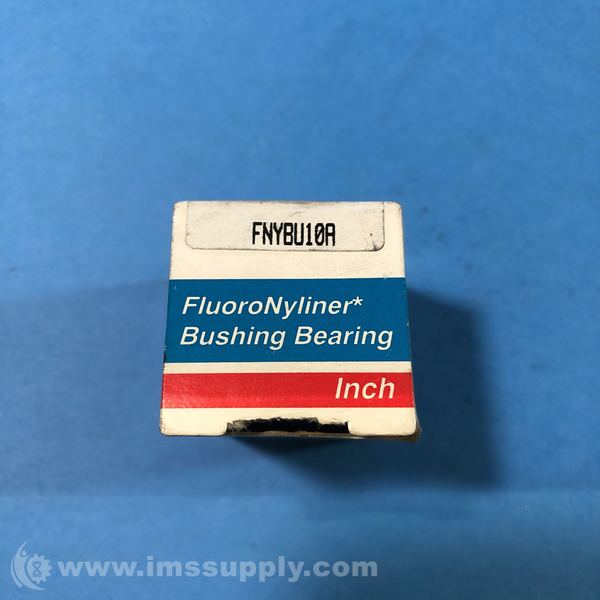 FNYBU10A
FluoroNyliner*
Bushing Bearing
Inch
www.imssupply.com